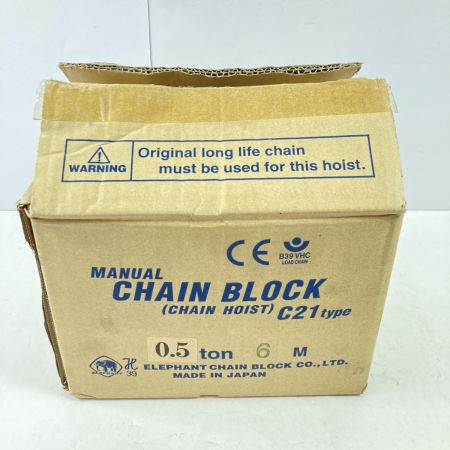 WARNING
Original long life chain
must be used for this hoist.
CE
B39 VHC
LOAD CHAIN
MANUAL
CHAIN BLOCK
(CHAIN HOIST) C21 type
0.5 ton 6 M
ELEPHANT H 39
ELEPHANT CHAIN BLOCK CO., LTD.
MADE IN JAPAN